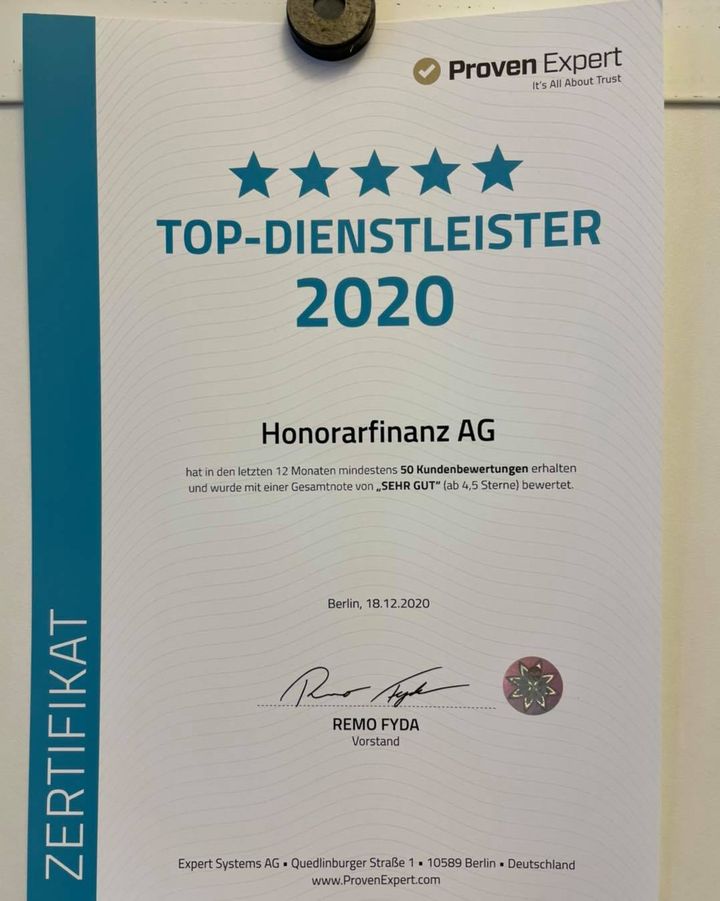 Proven Expert
It's All About Trust
TOP-DIENSTLEISTER
2020
Honorarfinanz AG
hat in den letzten 12 Monaten mindestens 50 Kundenbewertungen erhalten
und wurde mit einer Gesamtnote von „SEHR GUT“ (ab 4,5 Sterne) bewertet.
Berlin, 18.12.2020
Remo Fyda
REMO FYDA
Vorstand
ZERTIFIKAT
Expert Systems AG ▪ Quedlinburger Straße 1 ▪ 10589 Berlin ▪ Deutschland
www.ProvenExpert.com